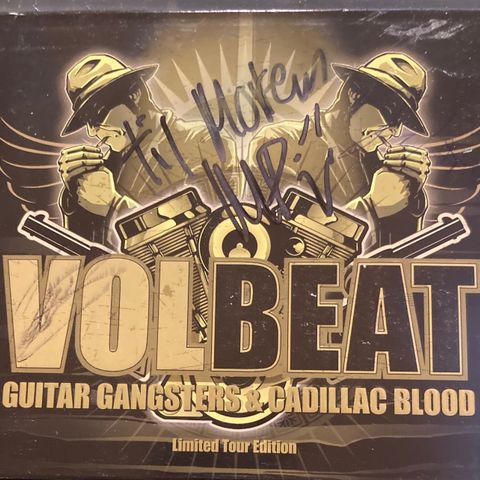 til Morten
VOLBEAT
GUITAR GANGSTERS & CADILLAC BLOOD
Limited Tour Edition